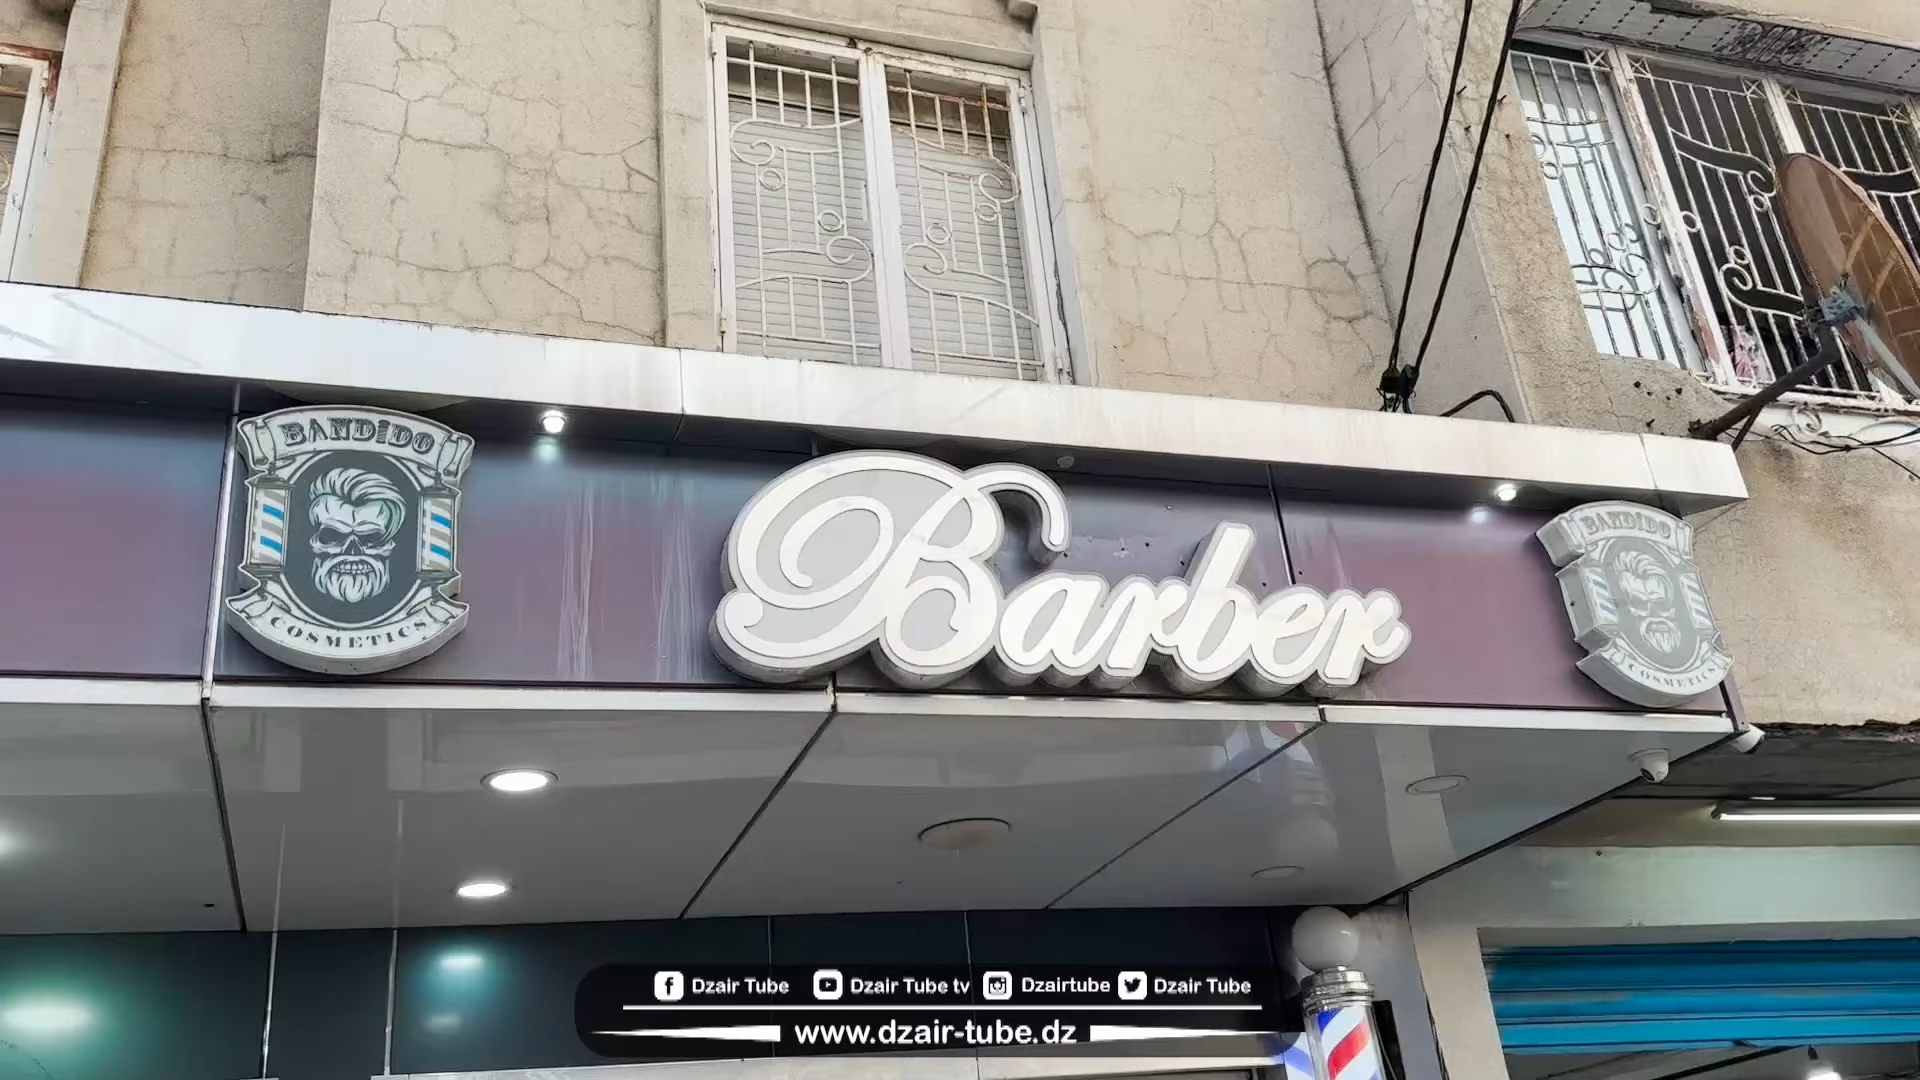 BANDIDO
COSMETICS
Barber
BANDIDO
COSMETICS
Dzair Tube Dzair Tube tv Dzairtube Dzair Tube
www.dzair-tube.dz